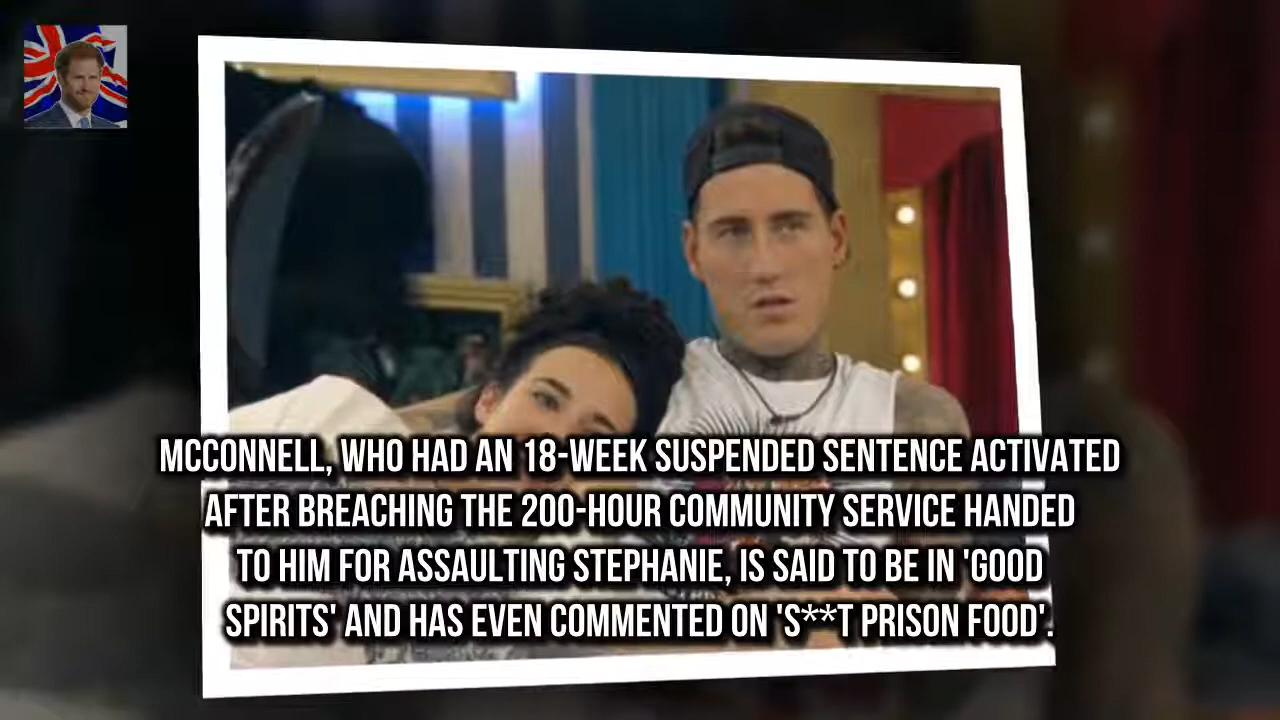 MCCONNELL, WHO HAD AN 18-WEEK SUSPENDED SENTENCE ACTIVATED
AFTER BREACHING THE 200-HOUR COMMUNITY SERVICE HANDED
TO HIM FOR ASSAULTING STEPHANIE, IS SAID TO BE IN 'GOOD
SPIRITS' AND HAS EVEN COMMENTED ON 'S**T PRISON FOOD'.